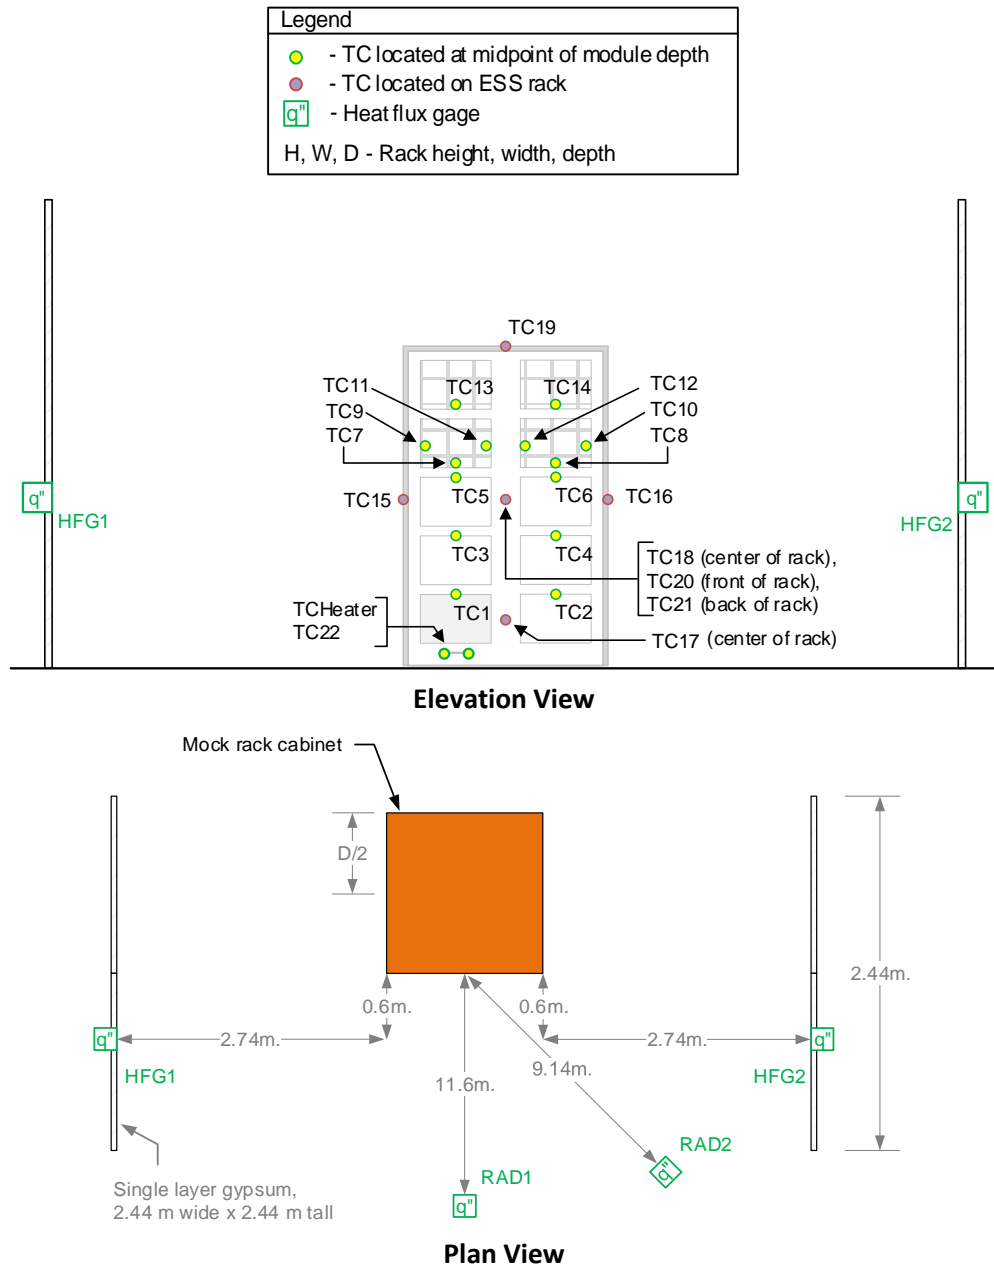 Legend
- TC located at midpoint of module depth
- TC located on ESS rack
q" - Heat flux gage
H, W, D - Rack height, width, depth
TC19
TC11
TC13
TC14
TC12
TC9
TC10
TC7
TC8
TC15
TC5
TC6
TC16
q"
HFG1
q"
HFG2
TC3
TC4
TC18 (center of rack),
TC20 (front of rack),
TC21 (back of rack)
TCHeater
TC22
TC1
TC2
TC17 (center of rack)
Elevation View
Mock rack cabinet
D/2
0.6m.
0.6m.
2.44m.
q"
2.74m.
2.74m.
q"
HFG1
9.14m.
HFG2
11.6m.
RAD2
q"
RAD1
q"
Single layer gypsum,
2.44 m wide x 2.44 m tall
Plan View